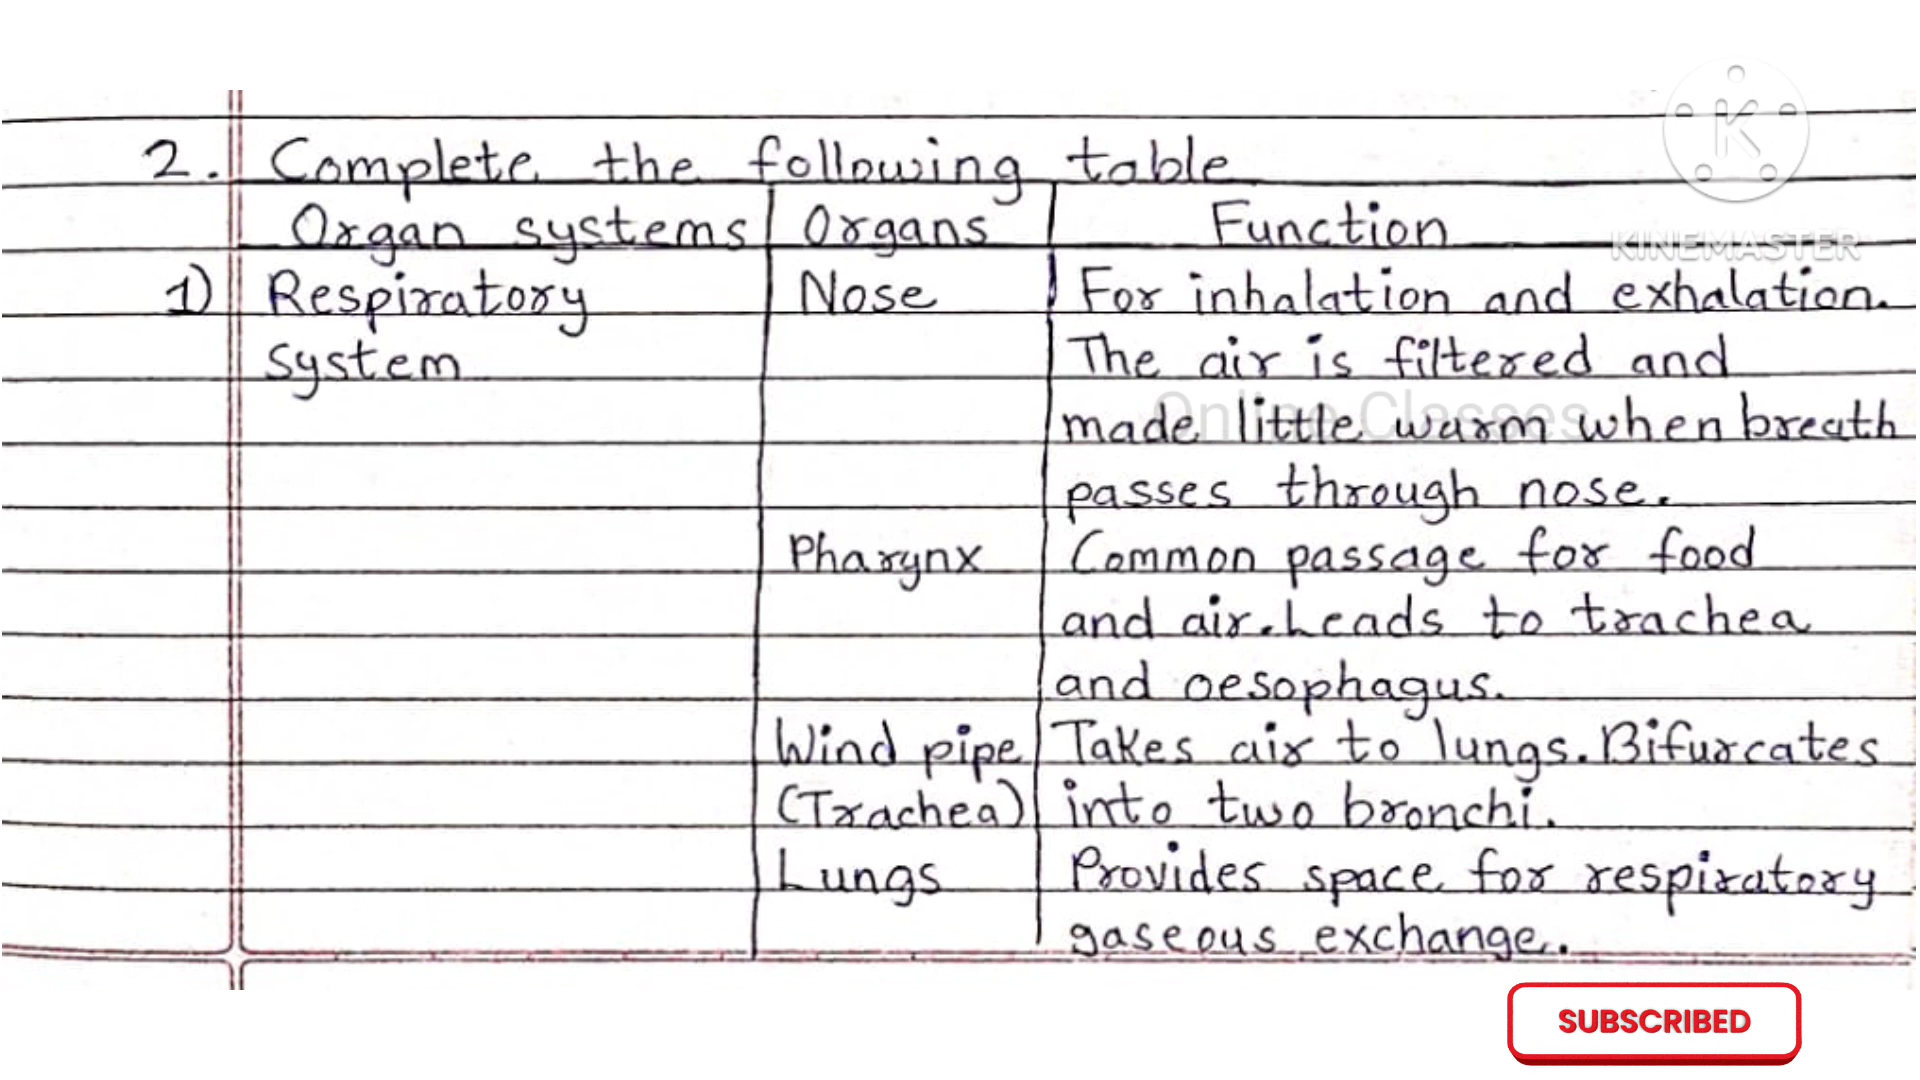 2. Complete the following table
Organ systems Organs Function
1) Respiratory Nose For inhalation and exhalation.
system The air is filtered and
made little warm when breath
passes through nose.
Pharynx Common passage for food
and air. Leads to trachea
and oesophagus.
Wind pipe Takes air to lungs. Bifurcates
(Trachea) into two bronchi.
Lungs Provides space for respiratory
gaseous exchange.
K
KINEMASTER
Online Classes
SUBSCRIBED